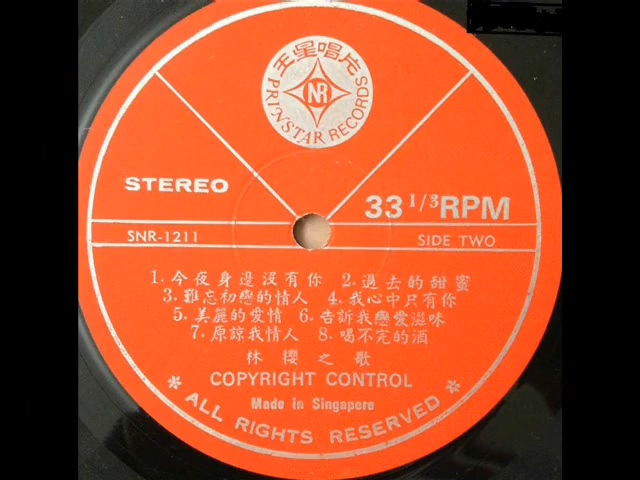 王星唱片
NR
PRINSTAR RECORDS
STEREO
33 1/3 RPM
SNR-1211
SIDE TWO
1. 今夜身邊沒有你 2. 過去的甜蜜
3. 難忘初戀的情人 4. 我心中只有你
5. 美麗的愛情 6. 告訴我戀愛滋味
7. 原諒我情人 8. 喝不完的酒
林櫻之歌
COPYRIGHT CONTROL
Made in Singapore
* ALL RIGHTS RESERVED *